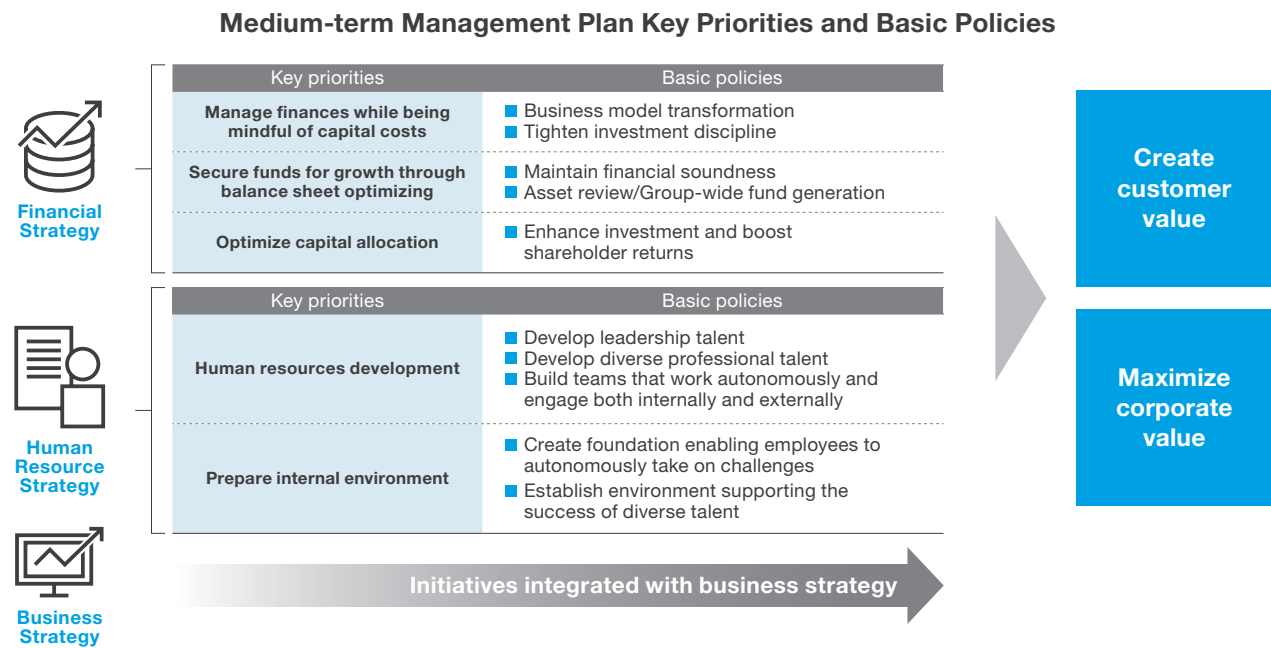 Medium-term Management Plan Key Priorities and Basic Policies
Financial
Strategy
Key priorities
Basic policies
Manage finances while being
mindful of capital costs
Business model transformation
Tighten investment discipline
Secure funds for growth through
balance sheet optimizing
Maintain financial soundness
Asset review/Group-wide fund generation
Optimize capital allocation
Enhance investment and boost
shareholder returns
Human
Resource
Strategy
Key priorities
Basic policies
Human resources development
Develop leadership talent
Develop diverse professional talent
Build teams that work autonomously and
engage both internally and externally
Prepare internal environment
Create foundation enabling employees to
autonomously take on challenges
Establish environment supporting the
success of diverse talent
Business
Strategy
Initiatives integrated with business strategy
Create
customer
value
Maximize
corporate
value